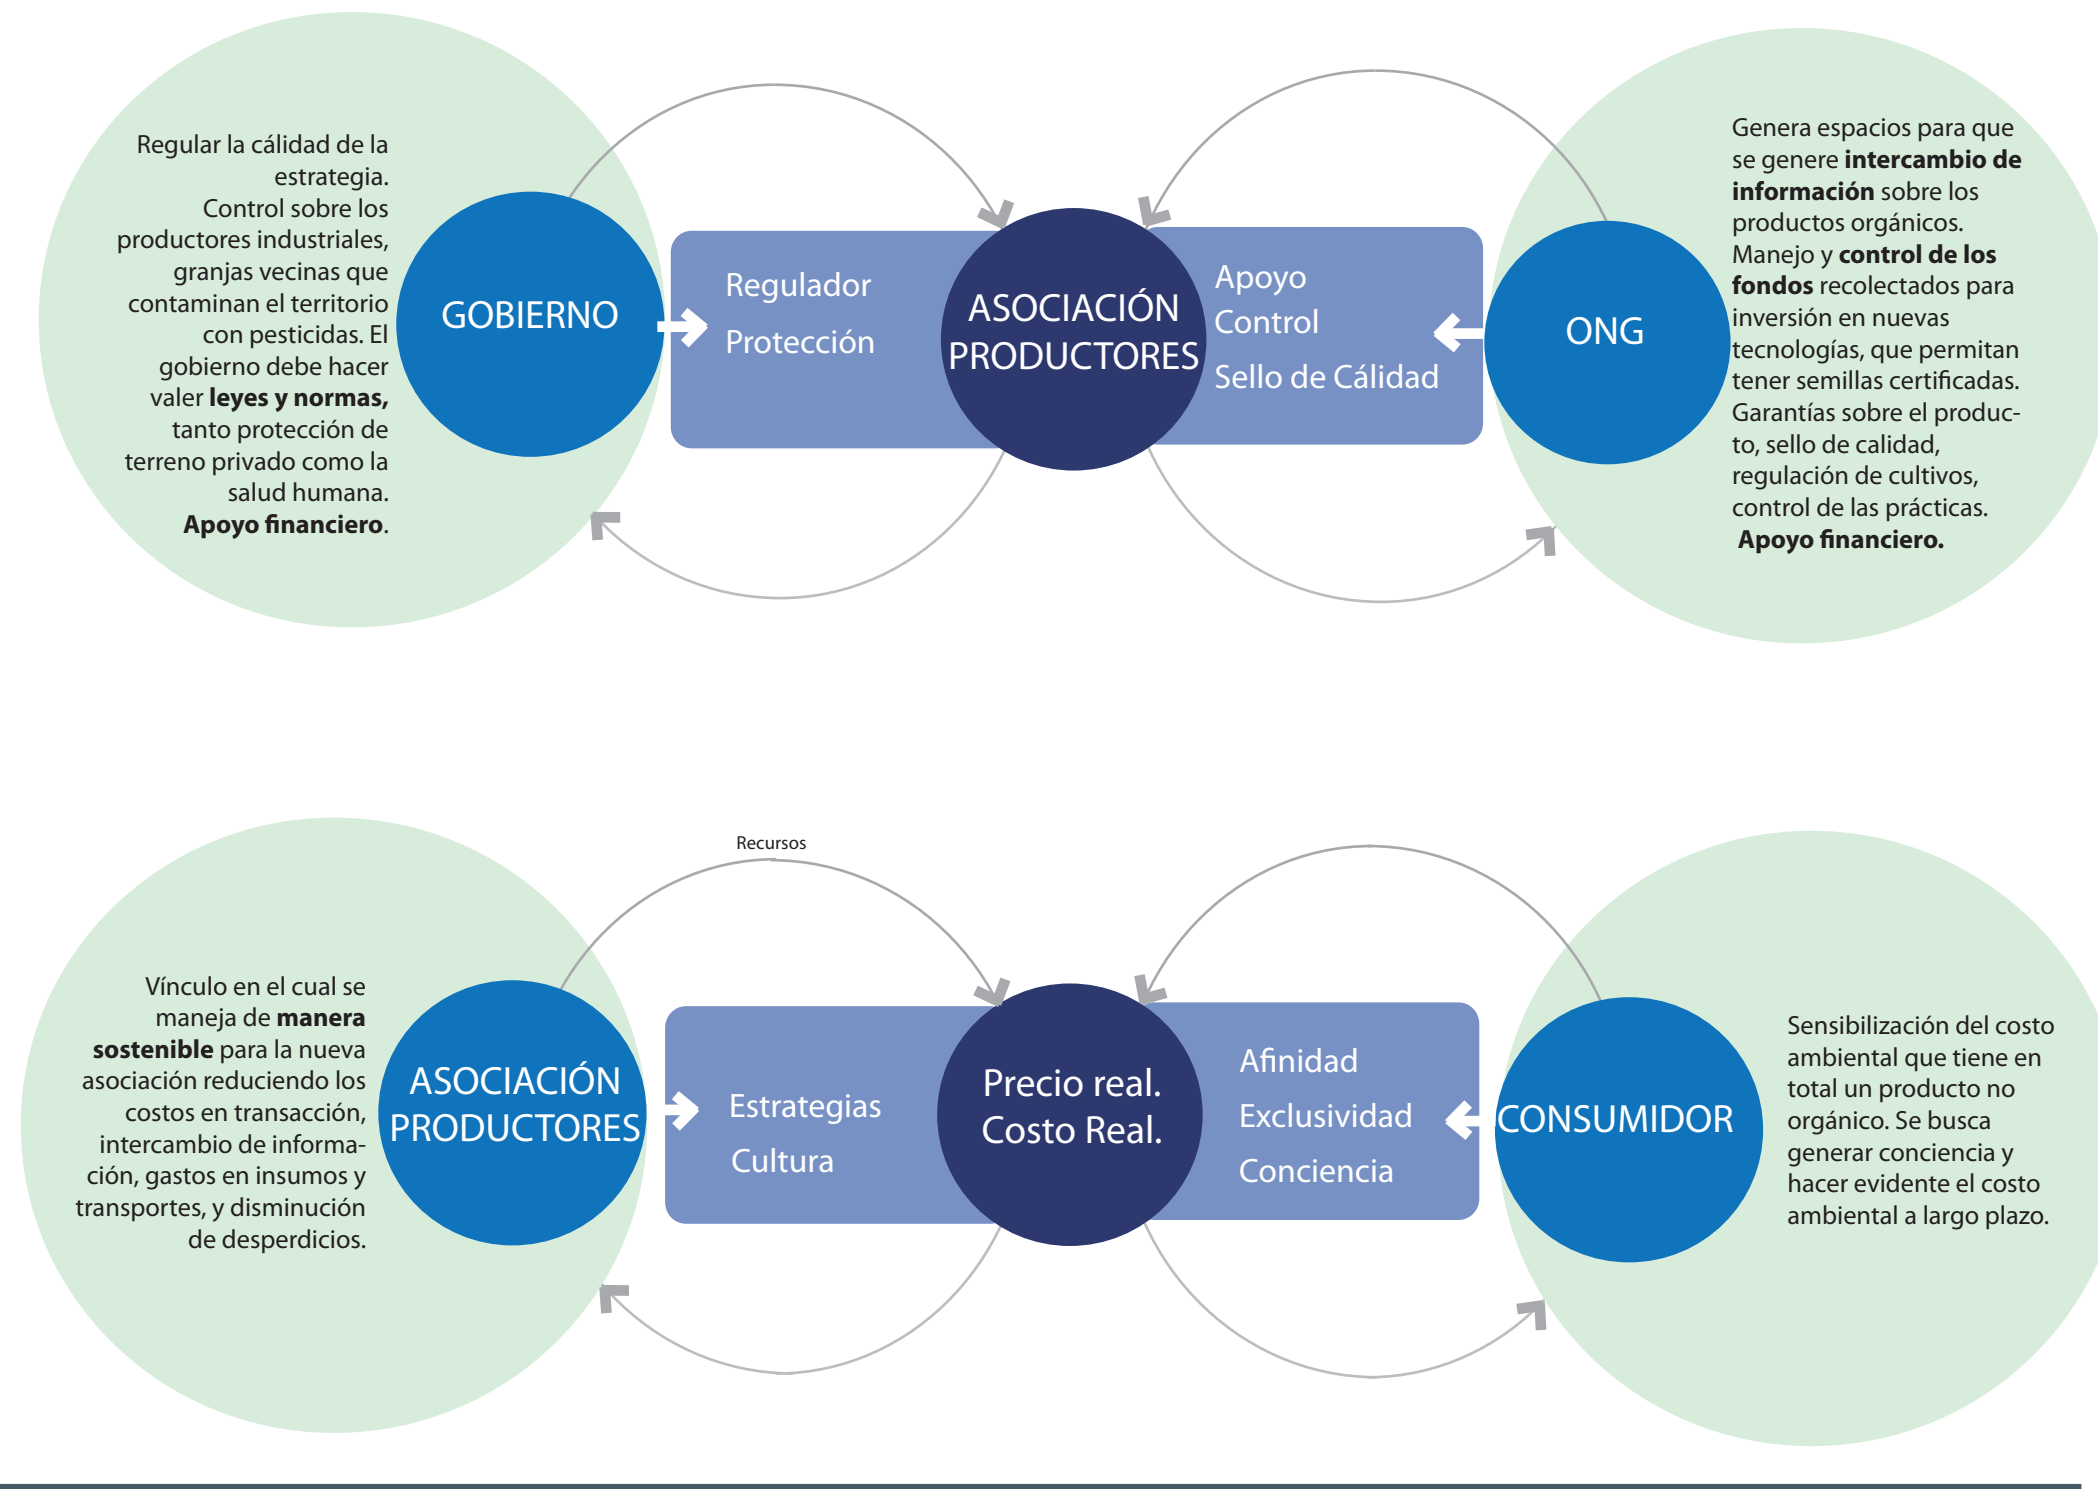 Regular la cálidad de la
estrategia.
Control sobre los
productores industriales,
granjas vecinas que
contaminan el territorio
con pesticidas. El
gobierno debe hacer
valer leyes y normas,
tanto protección de
terreno privado como la
salud humana.
Apoyo financiero.
GOBIERNO
Regulador
Protección
ASOCIACIÓN
PRODUCTORES
Apoyo
Control
Sello de Cálidad
ONG
Genera espacios para que
se genere intercambio de
información sobre los
productos orgánicos.
Manejo y control de los
fondos recolectados para
inversión en nuevas
tecnologías, que permitan
tener semillas certificadas.
Garantías sobre el produc-
to, sello de calidad,
regulación de cultivos,
control de las prácticas.
Apoyo financiero.
Recursos
Vínculo en el cual se
maneja de manera
sostenible para la nueva
asociación reduciendo los
costos en transacción,
intercambio de informa-
ción, gastos en insumos y
transportes, y disminución
de desperdicios.
ASOCIACIÓN
PRODUCTORES
Estrategias
Cultura
Precio real.
Costo Real.
Afinidad
Exclusividad
Conciencia
CONSUMIDOR
Sensibilización del costo
ambiental que tiene en
total un producto no
orgánico. Se busca
generar conciencia y
hacer evidente el costo
ambiental a largo plazo.